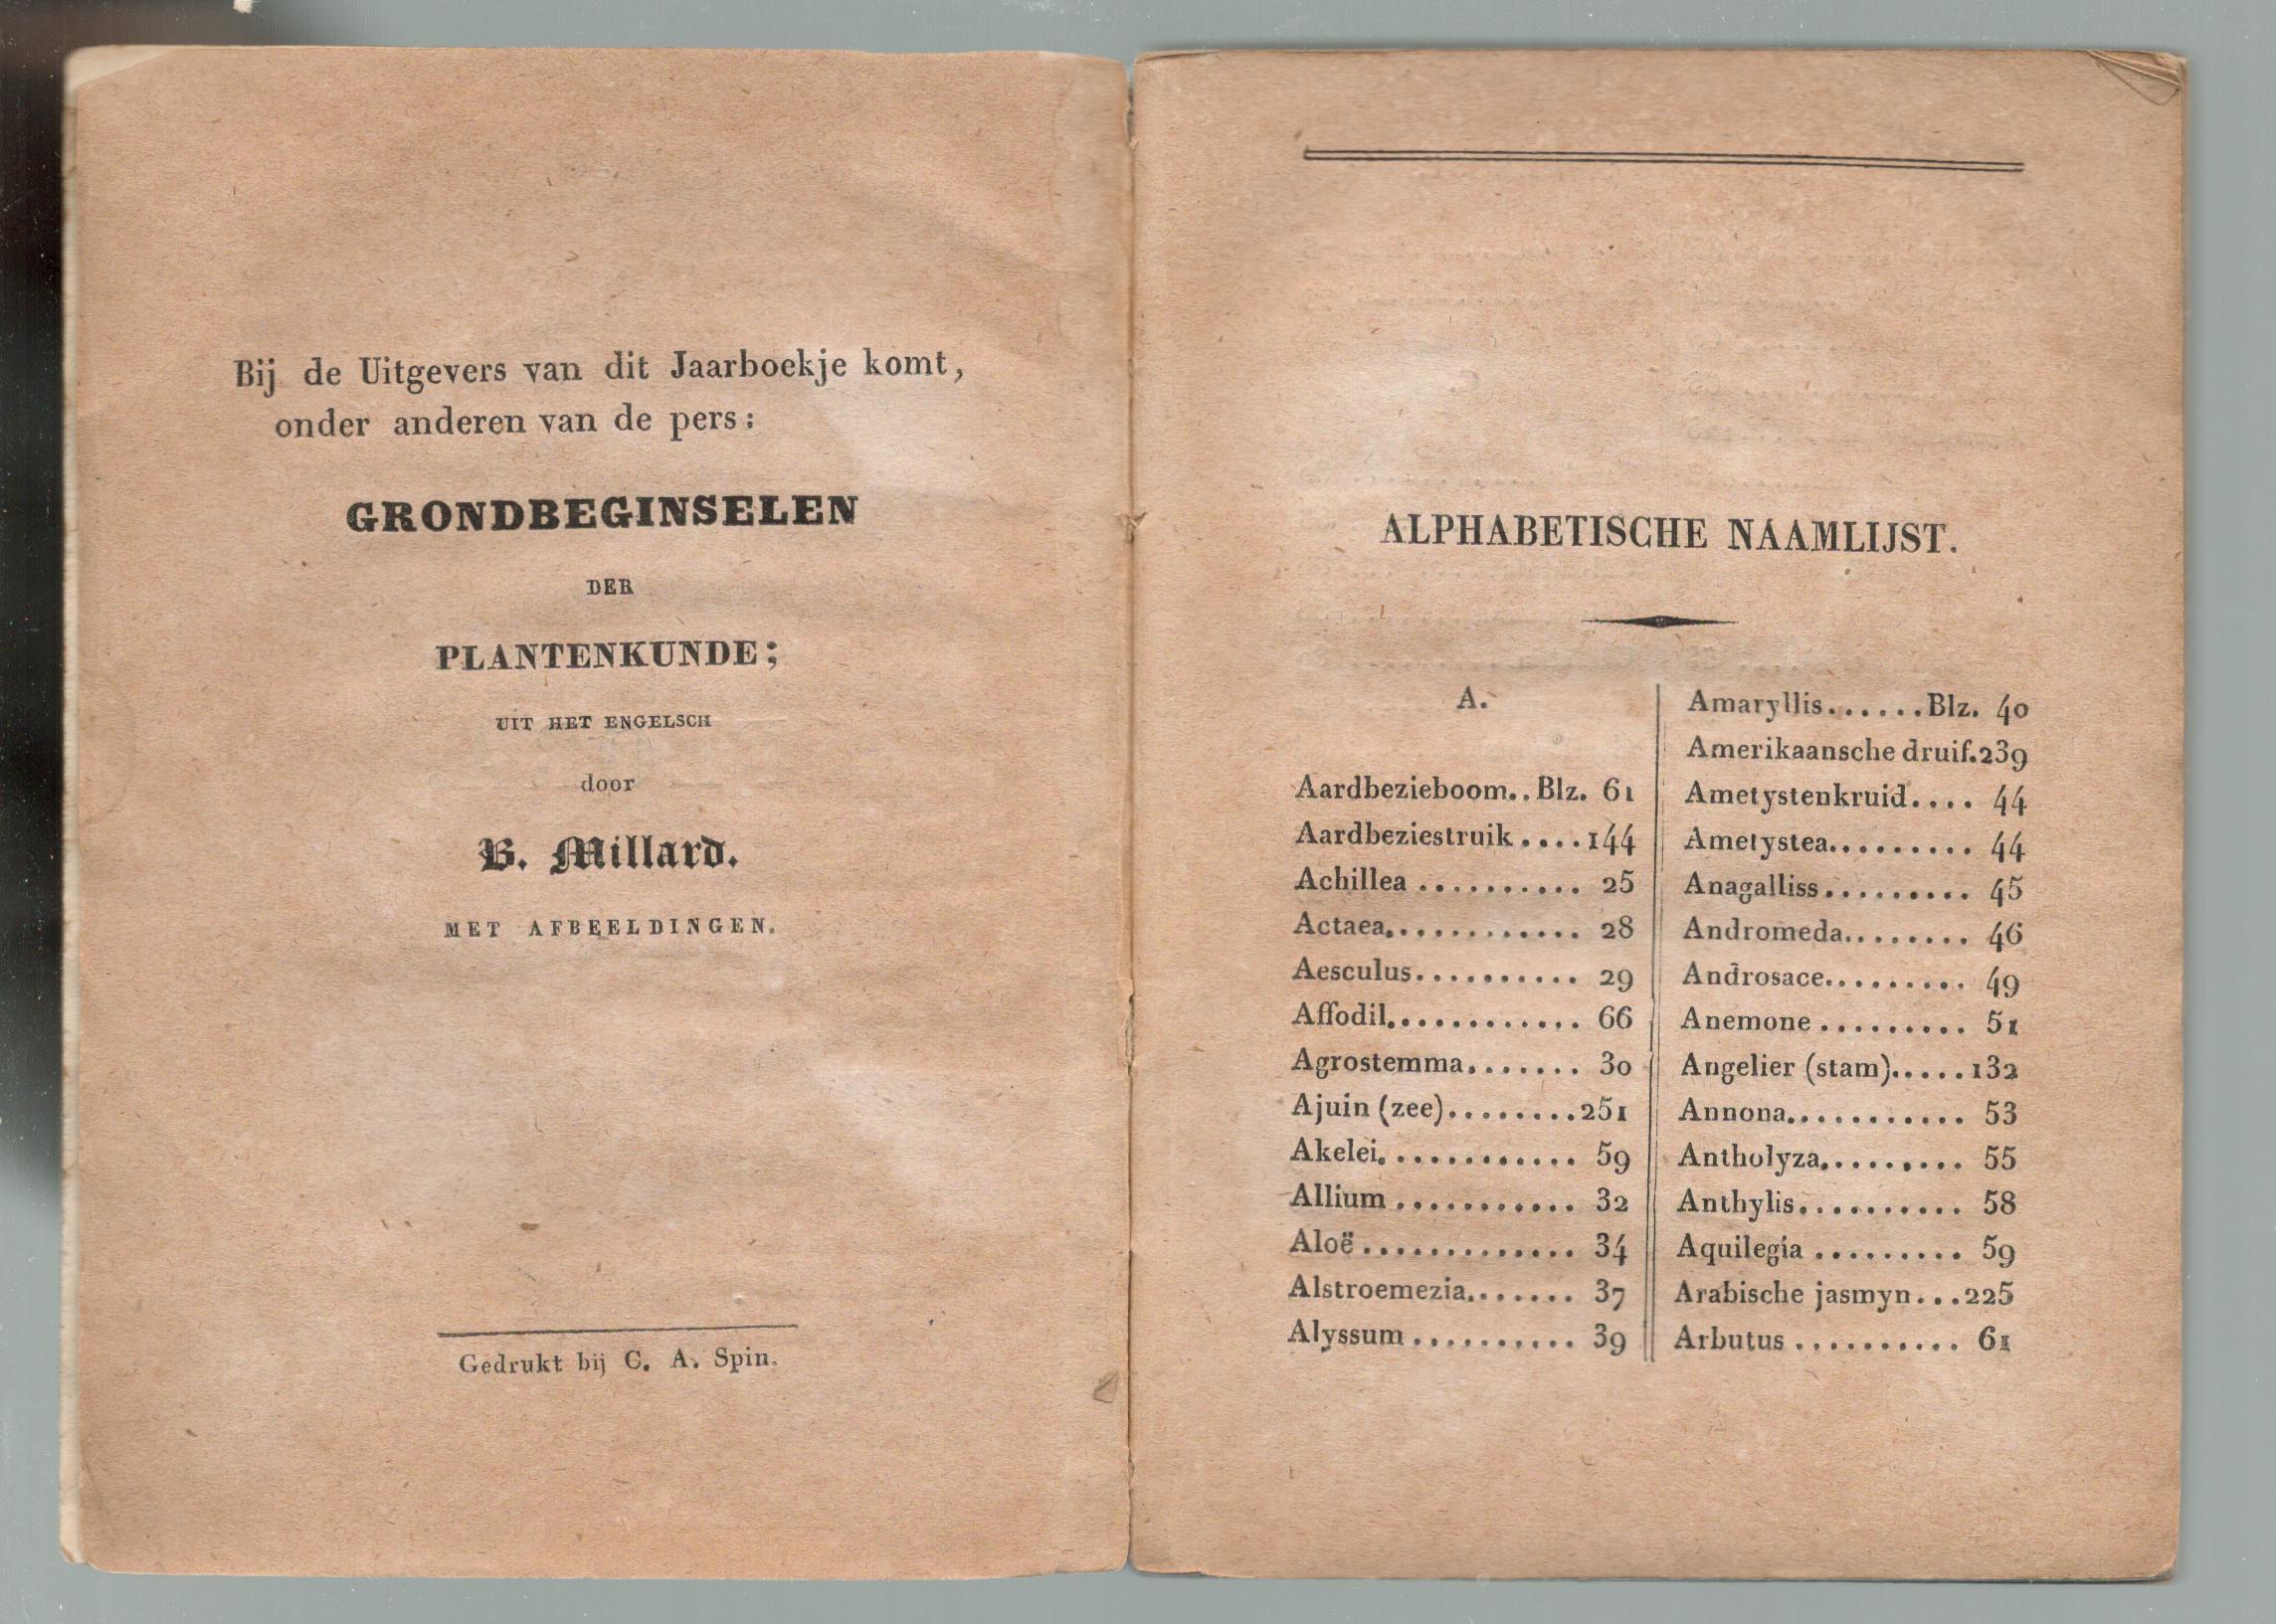 Bij de Uitgevers van dit Jaarboekje komt,
onder anderen van de pers:
GRONDBEGINSELEN
DER
PLANTENKUNDE;
UIT HET ENGELSCH
door
B. Millard.
MET AFBEELDINGEN.
Gedrukt bij C. A. Spin.
ALPHABETISCHE NAAMLIJST.
A.
Aardbezieboom.. Blz. 61
Aardbeziestruik .... 144
Achillea .......... 25
Actaea............ 28
Aesculus.......... 29
Affodil............ 66
Agrostemma....... 30
Ajuin (zee)........251
Akelei............ 59
Allium ........... 32
Aloë ............. 34
Alstroemezia....... 37
Alyssum .......... 39
Amaryllis......Blz. 40
Amerikaansche druif.239
Ametystenkruid.... 44
Ametystea......... 44
Anagalliss......... 45
Andromeda........ 46
Androsace......... 49
Anemone ......... 51
Angelier (stam).....132
Annona........... 53
Antholyza......... 55
Anthylis.......... 58
Aquilegia ......... 59
Arabische jasmyn...225
Arbutus .......... 61